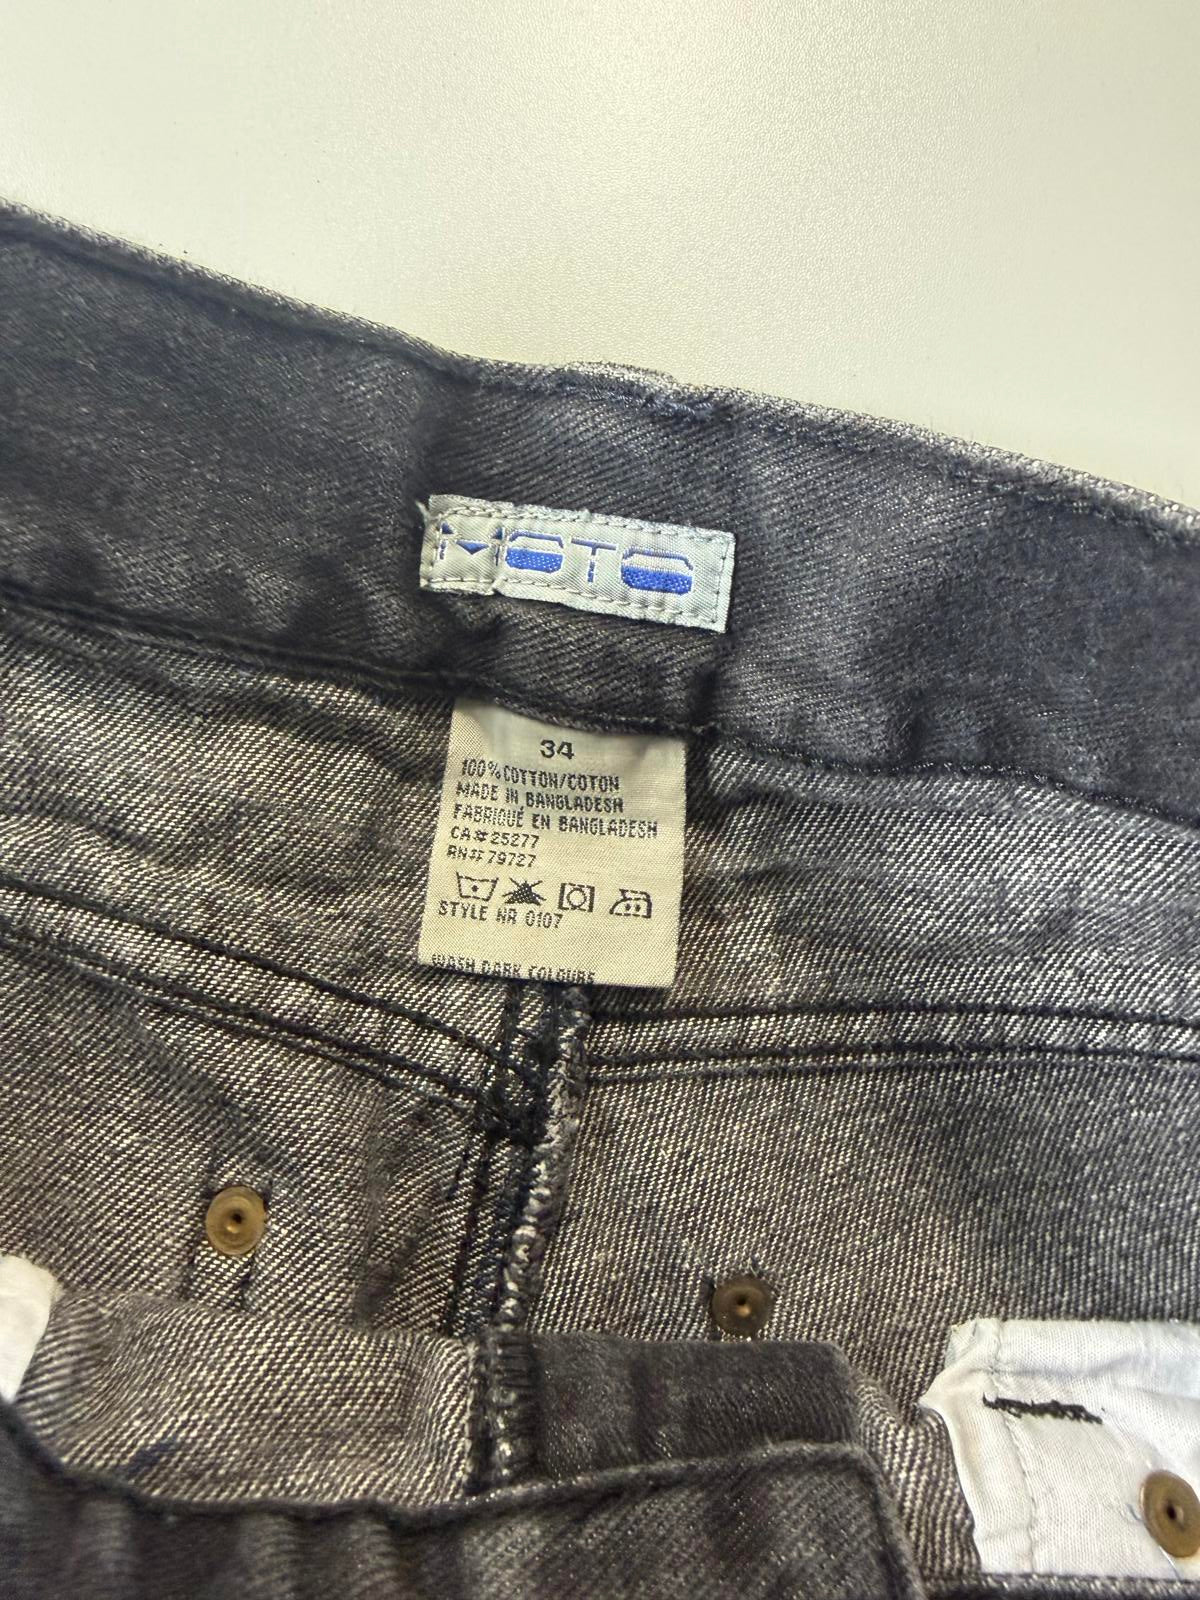 MOTO
34
100% COTTON/COTON
MADE IN BANGLADESH
FABRIQUÉ EN BANGLADESH
CA# 25277
RN# 79727
STYLE NR 0107
WASH DARK COLOURS